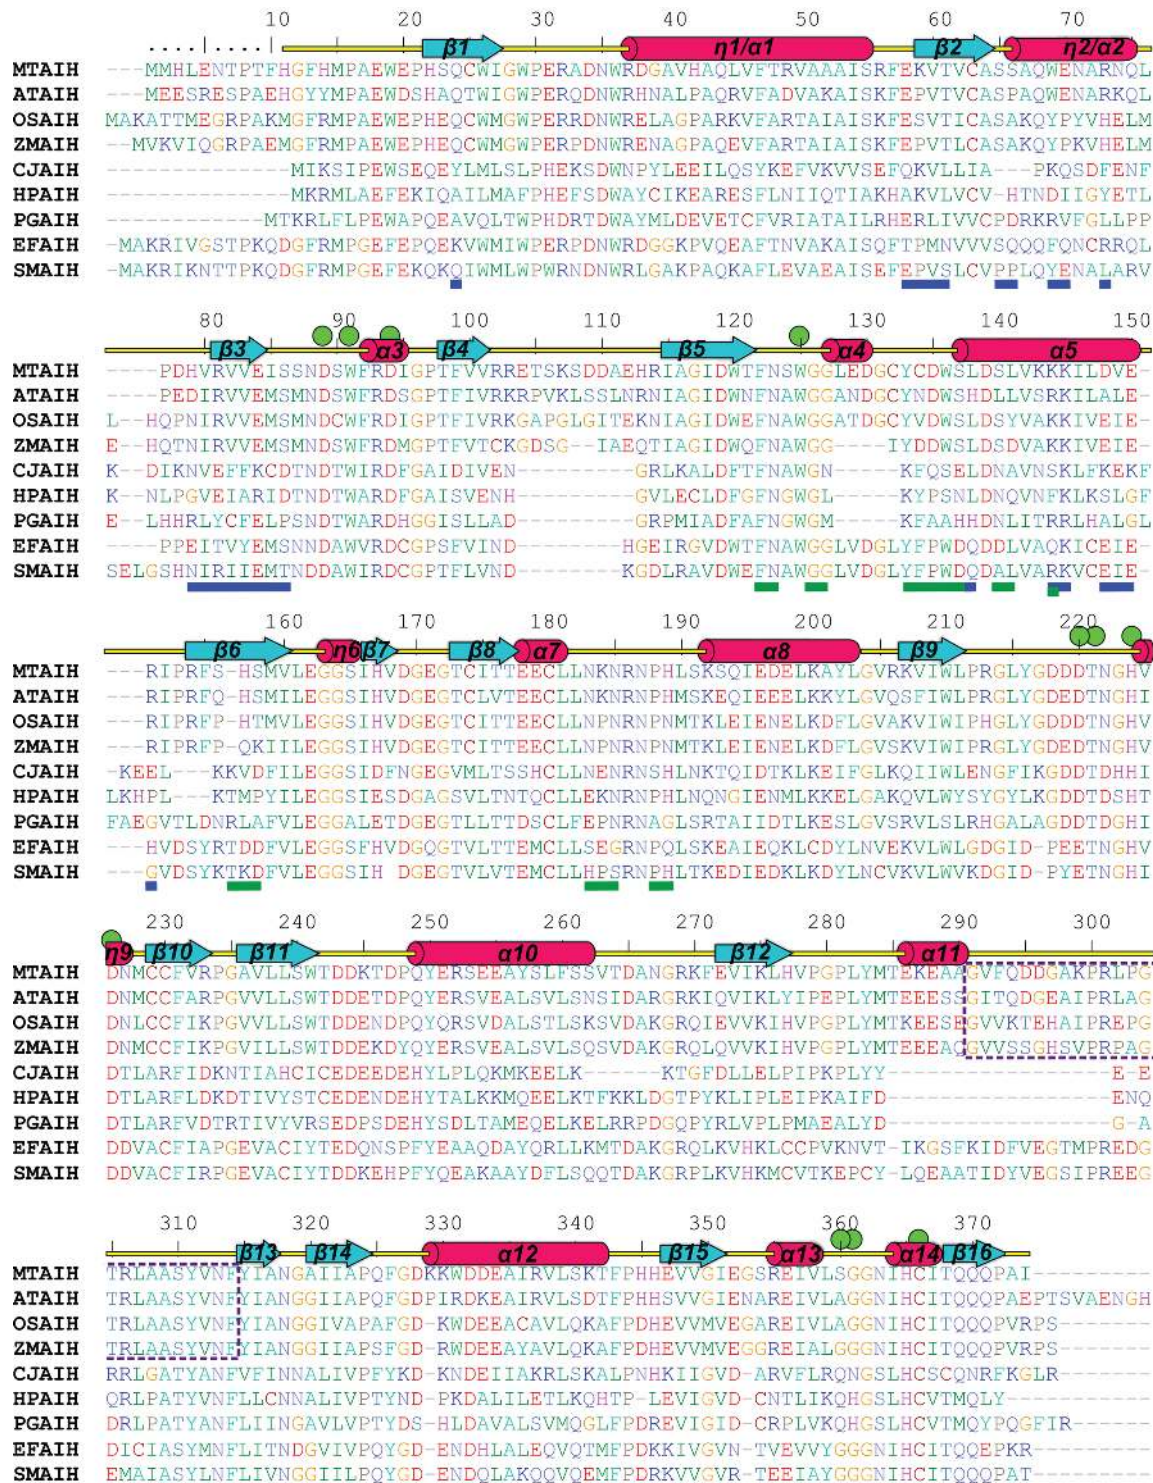 10 20 30 40 50 60 70
β1 η1/α1 β2 η2/α2
MTAIH ---MMHLENTPTFHGFHMPAEWEPHSQCWIGWPERADNWRDGAVHAQLVFTRVAAAISRFEKVTVCASSAQWENARNQL
ATAIH ---MEESRESPAEHGYYMPAEWDSHAQTWIGWPERQDNWRHNALPAQRVFADVAKAISKFEPVTVCASPAQWENARKQL
OSAIH MAKATTMEGRPAKMGFRMPAEWEPHEQCWMGWPERRDNWRELAGPARKVFARTAIAISKFESVTICASAKQYPYVHELM
ZMAIH --MVKVIQGRPAEMGFRMPAEWEPHEQCWMGWPERPDNWRENAGPAQEVFARTAIAISKFEPVTLCASAKQYPKVHELM
CJAIH -------------MIKSIPEWSEQEYLMLSLPHEKSDWNPYLEEILQSYKEFVKVVSEFQKVLLIA--PKQSDFENF
HPAIH -------------MKRMLAEFEKIQAILMAFPHEFSDWAYCIKEARESFLNIIQTIAKHAKVLVCV-HTNDIIGYETL
PGAIH ----------MTKRLFLPEWAPQEAVQLTWPHDRTDWAYMLDEVETCFVRIATAILRHERLIVVCPDRKRVFGLLPP
EFAIH -MAKRIVGSTPKQDGFRMPGEFEPQEKVWMIWPERPDNWRDGGKPVQEAFTNVAKAISQFTPMNVVVSQQQFQNCRRQL
SMAIH -MAKRIKNTTPKQDGFRMPGEFEKQKQIWMLWPWRNDNWRLGAKPAQKAFLEVAEAISEFEPVSLCVPPLQYENALARV
80 90 100 110 120 130 140 150
β3 α3 β4 β5 α4 α5
MTAIH ----PDHVRVVEISSNDSWFRDIGPTFVVRRETSKSDDAEHRIAGIDWTFNSWGGLEDGCYCDWSLDSLVKKKILDVE-
ATAIH ----PEDIRVVEMSMNDSWFRDSGPTFIVRKRPVKLSSLNRNIAGIDWNFNAWGGANDGCYNDWSHDLLVSRKILALE-
OSAIH L--HQPNIRVVEMSMNDCWFRDIGPTFIVRKGAPGLGITEKNIAGIDWEFNAWGGATDGCYVDWSLDSYVAKKIVEIE-
ZMAIH E--HQTNIRVVEMSMNDSWFRDMGPTFVTCKGDSG--IAEQTIAGIDWQFNAWGG----IYDDWSLDSDVAKKIVEIE-
CJAIH K--DIKNVEFFKCDTNDTWIRDFGAIDIVEN------GRLKALDFTFNAWGN----KFQSELDNAVNSKLFKEKF
HPAIH K--NLPGVEIARIDTNDTWARDFGAISVENH-------GVLECLDFGFNGWGL----KYPSNLDNQVNFKLKSLGF
PGAIH E--LHHRLYCFELPSNDTWARDHGGISLLAD------GRPMIADFAFNGWGM----KFAAHHDNLITRRLHALGL
EFAIH ----PPEITVYEMSNNDAWVRDCGPSFVIND-------HGEIRGVDWTFNAWGGLVDGLYFPWDQDDLVAQKICEIE-
SMAIH SELGSHNIRIIEMTNDDAWIRDCGPTFLVND-------KGDLRAVDWEFNAWGGLVDGLYFPWDQDALVARKVCEIE-
160 170 180 190 200 210 220
β6 η6 β7 β8 α7 α8 β9
MTAIH ---RIPRFS-HSMVLEGGSIHVDGEGTCITTEECLLNKNRNPHLSKSQIEDELKAYLGVRKVIWLPRGLYGDDDTNGHV
ATAIH ---RIPRFP-QHSMILEGGSIHVDGEGTCLVTEECLLNKNRNPHMSKEQIEEELKKYLGVQSFIWLPRGLYGDDDTNGHI
OSAIH ---RIPRFP-HTMVLEGGSIHVDGEGTCITTEECLLNPNRNPNMTKLEIENELKDFLGVAKVIWIPHGLYGDDDTNGHV
ZMAIH ---RIPRFP-QKIILEGGSIHVDGEGTCITTEECLLNPNRNPNMTKLEIENELKDFLGVSKVIWIPRGLYGDEDTNGHV
CJAIH -KEEL---KKVDFILEGGSIDFNGEGVMLTSSHCLLNENRNSHLNKTQIDTKLKEIFGLKQIIWLENGFIKGDDTDHHI
HPAIH LKHPL---KTMPYILEGGSIESDGAGSVLTNTQCLLEKNRNPHLNQNGIENMLKKELGAKQVLWYSYGYLKGDDTDSHT
PGAIH FAEGVTLDNRLAFVLEGGALETDGEGTLLTTDSCLFEPNRNAGLSRTAIIDTLKESLGVSRVLSLRHGALAGDDTDGHI
EFAIH ---HVDSYRTDDFVLEGGSFHVDGQGTVLTTEMCLLSEGRNPQLSKEAIEQKLCDYLNVEKVLWLGDGID-PEETNGHV
SMAIH ---GVDSYKTKDFVLEGGSIH DGEGTVLVTEMCLLHPSRNPHLTKEDIEDKLKDYLNCVKVLWVKDGID-PYETNGHI
230 240 250 260 270 280 290 300
η9 β10 β11 α10 β12 α11
MTAIH DNMCCFVRPGAVLLSWTDDKTDPQYERSEEAYSLFSSVTDANGRKFEVIKLHVPGPLYMTEKEAAGVFQDDGAKPRLPG
ATAIH DNMCCFARPGVVLLSWTDDETDPQYERSVEALSVLSNSIDARGRKIQVIKLYIPEPLYMTEEESSGITQDGEAIPRLAG
OSAIH DNLCCFIKPGVVLLSWTDDENDPQYQRSVDALSTLSKSVDAKGRQIEVVKIHVPGPLYMTKEESEGVVKTEHAIPREPG
ZMAIH DNMCCFIKPGVILLSWTDDEKDYQYERSVEALSVLSQSVDAKGRQLQVVKIHVPGPLYMTEEEAQGVVSSGHSVPRPAG
CJAIH DTLARFIDKNTIAHCICEDEEDEHYLPLQKMKEELK-----KTGFDLLELPIPKPLYY--------------E-E
HPAIH DTLARFLDKDTIVYSTCEDENDEHYTALKKMQEELKTFKKLDGTPYKLIPLEIPKAIFD--------------ENQ
PGAIH DTLARFVDTRTIVYVRSEDPSDEHYSDLTAMEQELKELRRPDGQPYRLVPLPMAEALYD--------------G-A
EFAIH DDVACFIAPGEVACIYTEDQNSPFYEAAQDAYQRLLKMTDAKGRQLKVHKLCCPVKNVT-IKGSFKIDFVEGTMPREDG
SMAIH DDVACFIRPGEVACIYTDDKEHPFYQEAKAAYDFLSQQTDAKGRPLKVHKMCVTKEPCY-LQEAATIDYVEGSIPREEG
310 320 330 340 350 360 370
β13 β14 α12 β15 α13 α14 β16
MTAIH TRLAASYVNFYIANGAIIAPQFGDKKWDDEAIRVLSKTFPHHEVVGIEGSREIVLSGGNIHCITQQQPAI-------
ATAIH TRLAASYVNFYIANGGIIAPQFGDPIRDKEAIRVLSDTFPHHSVVGIENAREIVLAGGNIHCITQQQPAEPTSVAENGH
OSAIH TRLAASYVNFYIANGGIVAPAFGD-KWDEEACAVLQKAFPDHEVVMVEGAREIVLAGGNIHCITQQQPVRPS------
ZMAIH TRLAASYVNFYIANGGIIAPSFGD-RWDEEAYAVLQKAFPDHEVVMVEGGREIALAGGNIHCITQQQPVRPS------
CJAIH RRLGATYANFVFINNALIVPFYKD-KNDEIIAKRLSKALPNHKIIGVD-ARVFLRQNGSLHCSCQNRFKGLR------
HPAIH QRLPATYVNFLLCNNALIVPTYND-PKDALILETLKQHTP-LEVIGVD-CNTLIKQHGSLHCVTMQLY---------
PGAIH DRLPATYANFLIINGAVLVPTYDS-HLDAVALSVMQGLFPDREVIGID-CRPLVKQHGSLHCVTMQYPQGFIR-----
EFAIH DICIASYMNFLITNDGVIVPQYGD-ENDHLALEQVQTMFPDKKIVGVN-TVEVVYGGGNIHCITQQEPKR-------
SMAIH EMAIASYLNFLIVNGGIILPQYGD-ENDQLAKQQVQEMFPDRKVVGVR-TEEIAYGGGNIHCITQQQPAT-------